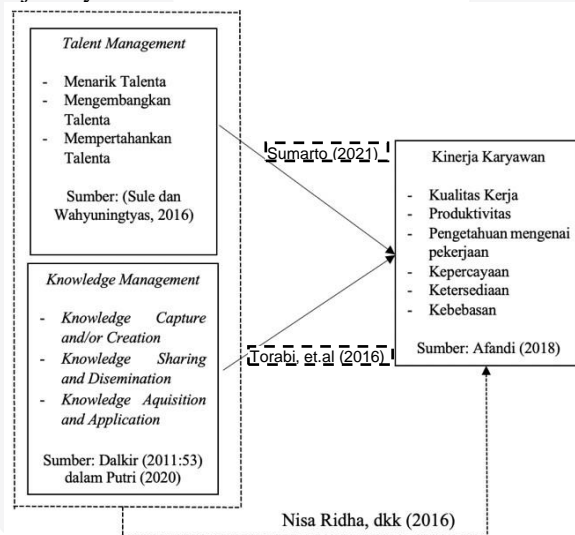 Talent Management
- Menarik Talenta
- Mengembangkan
Talenta
- Mempertahankan
Talenta
Sumber: (Sule dan
Wahyuningtyas, 2016)
Sumarto (2021)
Kinerja Karyawan
- Kualitas Kerja
- Produktivitas
- Pengetahuan mengenai
pekerjaan
- Kepercayaan
- Ketersediaan
- Kebebasan
Sumber: Afandi (2018)
Knowledge Management
- Knowledge Capture
and/or Creation
- Knowledge Sharing
and Disemination
- Knowledge Aquisition
and Application
Sumber: Dalkir (2011:53)
dalam Putri (2020)
Torabi, et.al (2016)
Nisa Ridha, dkk (2016)